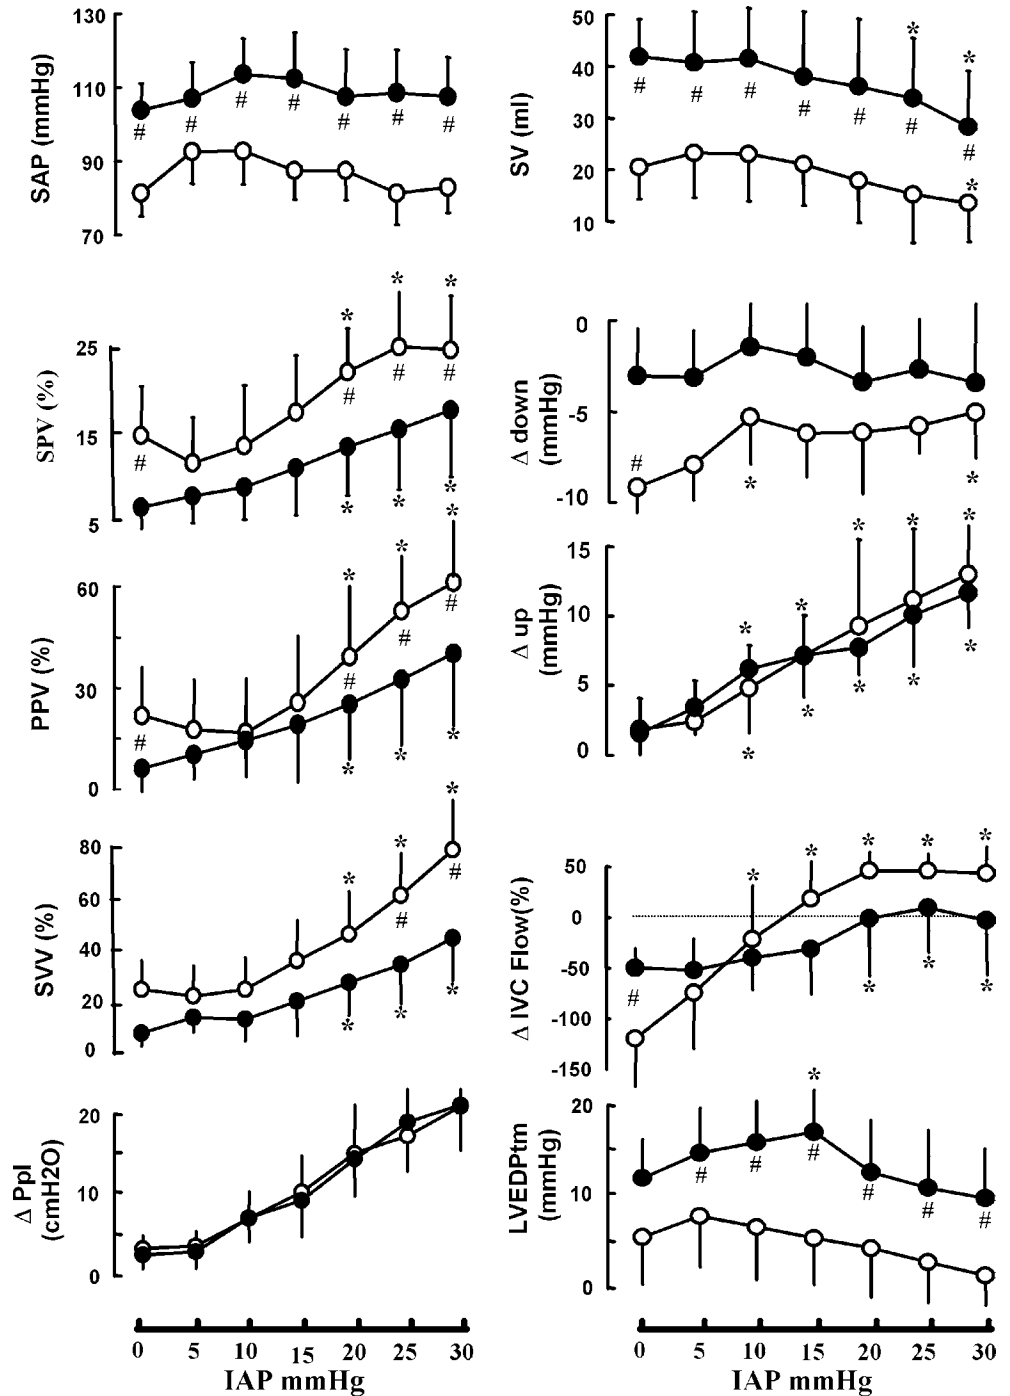 SAP (mmHg)
130
110
90
70
# # # # # # #
SV (ml)
50
40
30
20
10
* *
# # # # # # #
*
SPV (%)
25
15
5
* * *
# # # #
* * *
Δ down
(mmHg)
0
-5
-10
#
* *
PPV (%)
60
30
0
* * *
# # # #
* * *
Δ up
(mmHg)
15
10
5
0
* * * * *
* * * * *
SVV (%)
80
60
40
20
0
* * *
# #
* * *
Δ IVC Flow(%)
50
0
-50
-100
-150
* * * * *
#
* * *
Δ Ppl
(cmH2O)
20
10
0
LVEDPtm
(mmHg)
20
10
0
*
# # # # # #
0 5 10 15 20 25 30
IAP mmHg
0 5 10 15 20 25 30
IAP mmHg